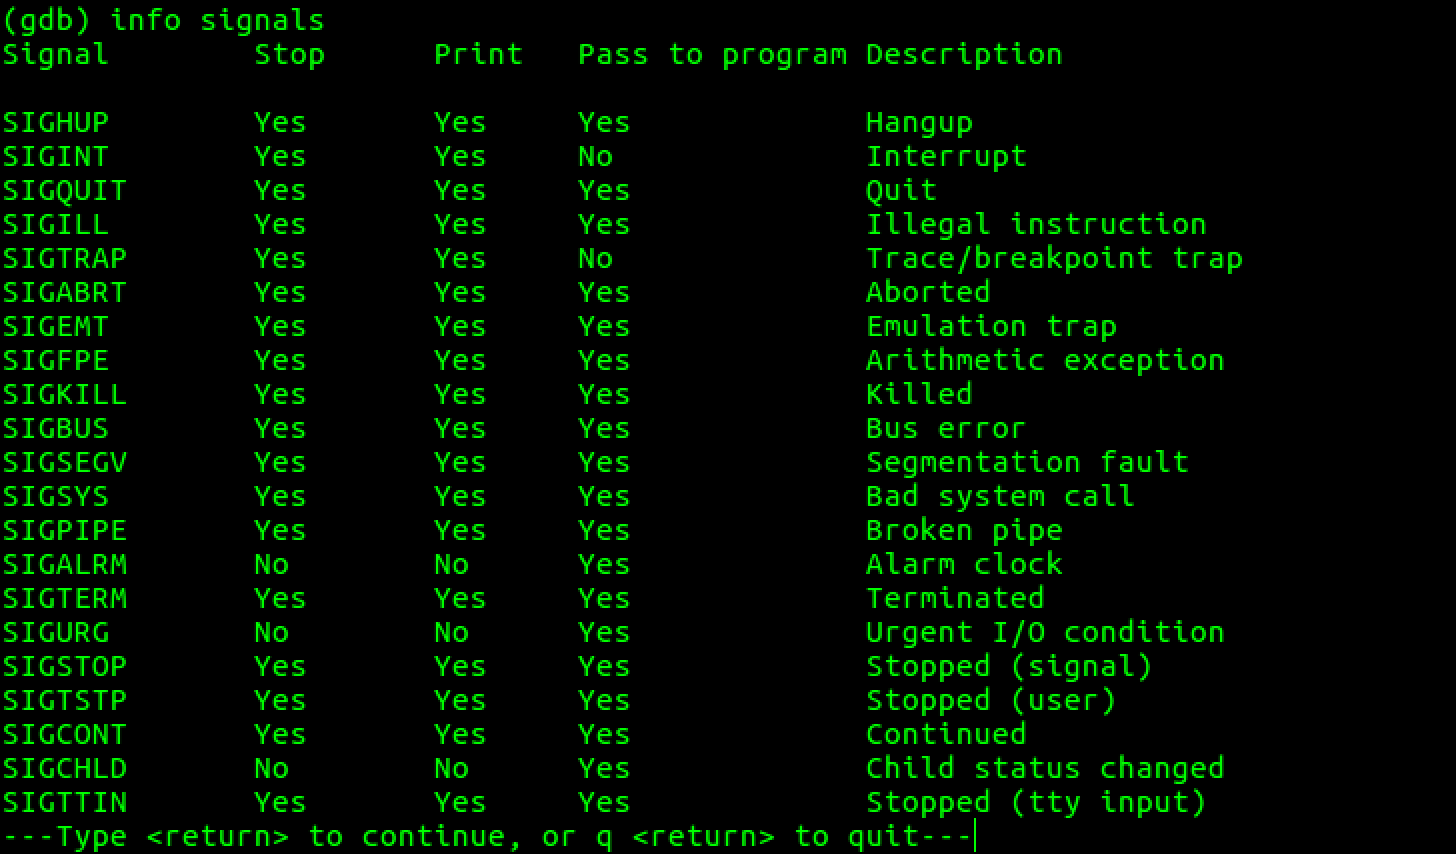 (gdb) info signals
Signal        Stop      Print   Pass to program Description

SIGHUP        Yes       Yes     Yes             Hangup
SIGINT        Yes       Yes     No              Interrupt
SIGQUIT       Yes       Yes     Yes             Quit
SIGILL        Yes       Yes     Yes             Illegal instruction
SIGTRAP       Yes       Yes     No              Trace/breakpoint trap
SIGABRT       Yes       Yes     Yes             Aborted
SIGEMT        Yes       Yes     Yes             Emulation trap
SIGFPE        Yes       Yes     Yes             Arithmetic exception
SIGKILL       Yes       Yes     Yes             Killed
SIGBUS        Yes       Yes     Yes             Bus error
SIGSEGV       Yes       Yes     Yes             Segmentation fault
SIGSYS        Yes       Yes     Yes             Bad system call
SIGPIPE       Yes       Yes     Yes             Broken pipe
SIGALRM       No        No      Yes             Alarm clock
SIGTERM       Yes       Yes     Yes             Terminated
SIGURG        No        No      Yes             Urgent I/O condition
SIGSTOP       Yes       Yes     Yes             Stopped (signal)
SIGTSTP       Yes       Yes     Yes             Stopped (user)
SIGCONT       Yes       Yes     Yes             Continued
SIGCHLD       No        No      Yes             Child status changed
SIGTTIN       Yes       Yes     Yes             Stopped (tty input)
---Type <return> to continue, or q <return> to quit---